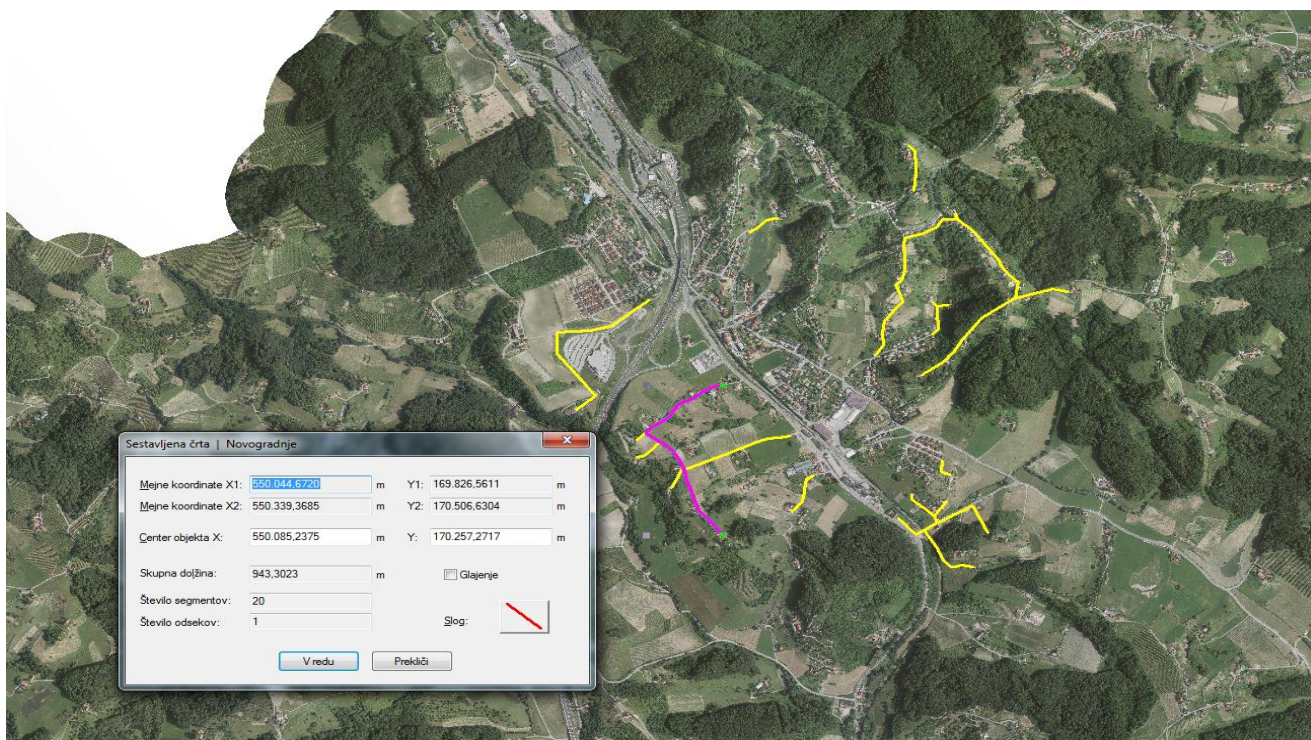 Sestavljena črta | Novogradnje
Mejne koordinate X1: 550.044,6720 m Y1: 169.826,5611 m
Mejne koordinate X2: 550.339,3685 m Y2: 170.506,6304 m
Center objekta X: 550.085,2375 m Y: 170.257,2717 m
Skupna dolžina: 943,3023 m Glajenje
Število segmentov: 20
Število odsekov: 1 Slog:
V redu Prekliči